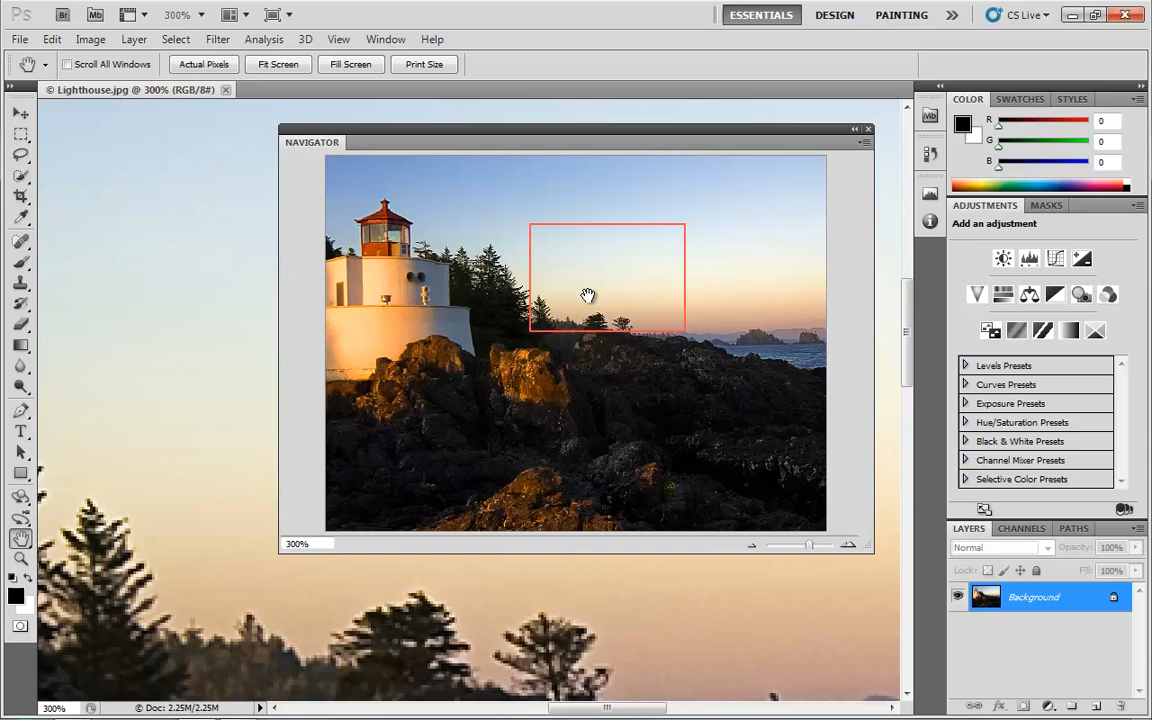 Ps Br Mb 300% ESSENTIALS DESIGN PAINTING CS Live
File Edit Image Layer Select Filter Analysis 3D View Window Help
Scroll All Windows Actual Pixels Fit Screen Fill Screen Print Size
© Lighthouse.jpg @ 300% (RGB/8#)
NAVIGATOR
300%
300% © Doc: 2.25M/2.25M
Mb
COLOR SWATCHES STYLES
R 0
G 0
B 0
ADJUSTMENTS MASKS
Add an adjustment
Levels Presets
Curves Presets
Exposure Presets
Hue/Saturation Presets
Black & White Presets
Channel Mixer Presets
Selective Color Presets
LAYERS CHANNELS PATHS
Normal Opacity: 100%
Lock: Fill: 100%
Background